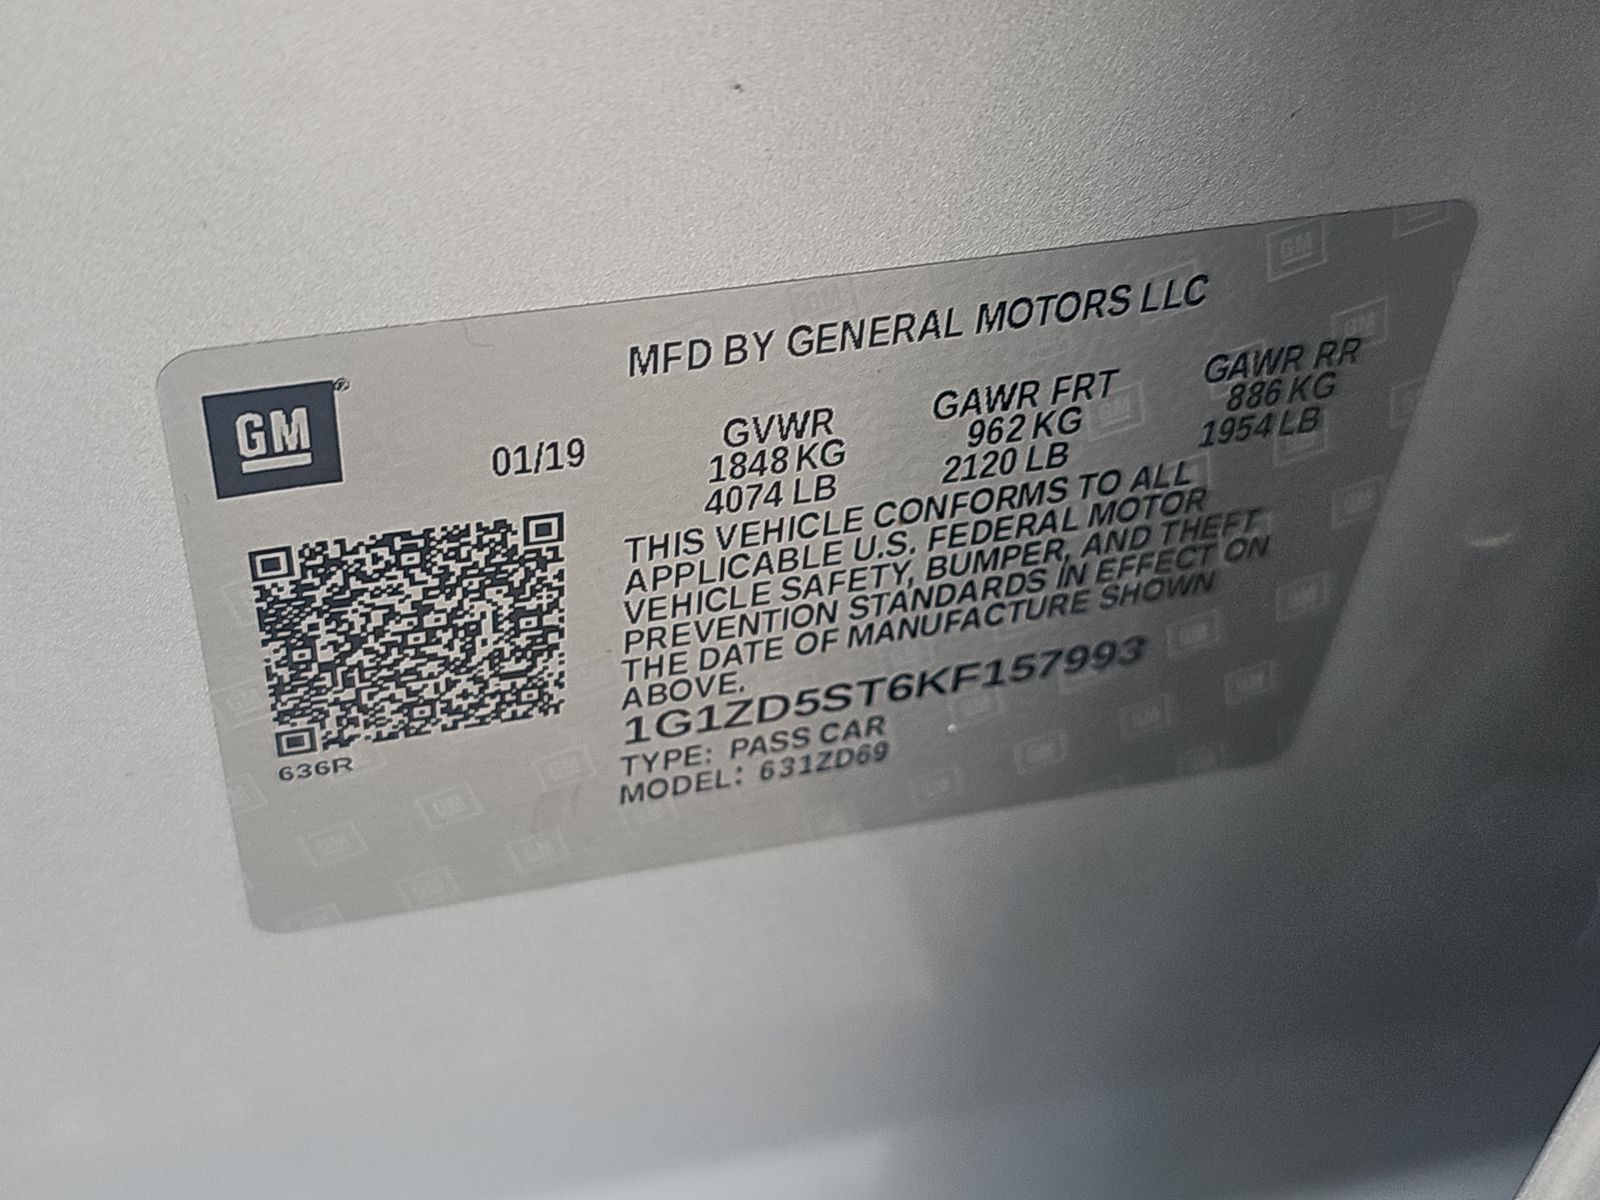 MFD BY GENERAL MOTORS LLC
GM
01/19
GVWR GAWR FRT GAWR RR
1848 KG 962 KG 886 KG
4074 LB 2120 LB 1954 LB
THIS VEHICLE CONFORMS TO ALL
APPLICABLE U.S. FEDERAL MOTOR
VEHICLE SAFETY, BUMPER, AND THEFT
PREVENTION STANDARDS IN EFFECT ON
THE DATE OF MANUFACTURE SHOWN
ABOVE.
1G1ZD5ST6KF157993
TYPE: PASS CAR
MODEL: 631ZD69
636R